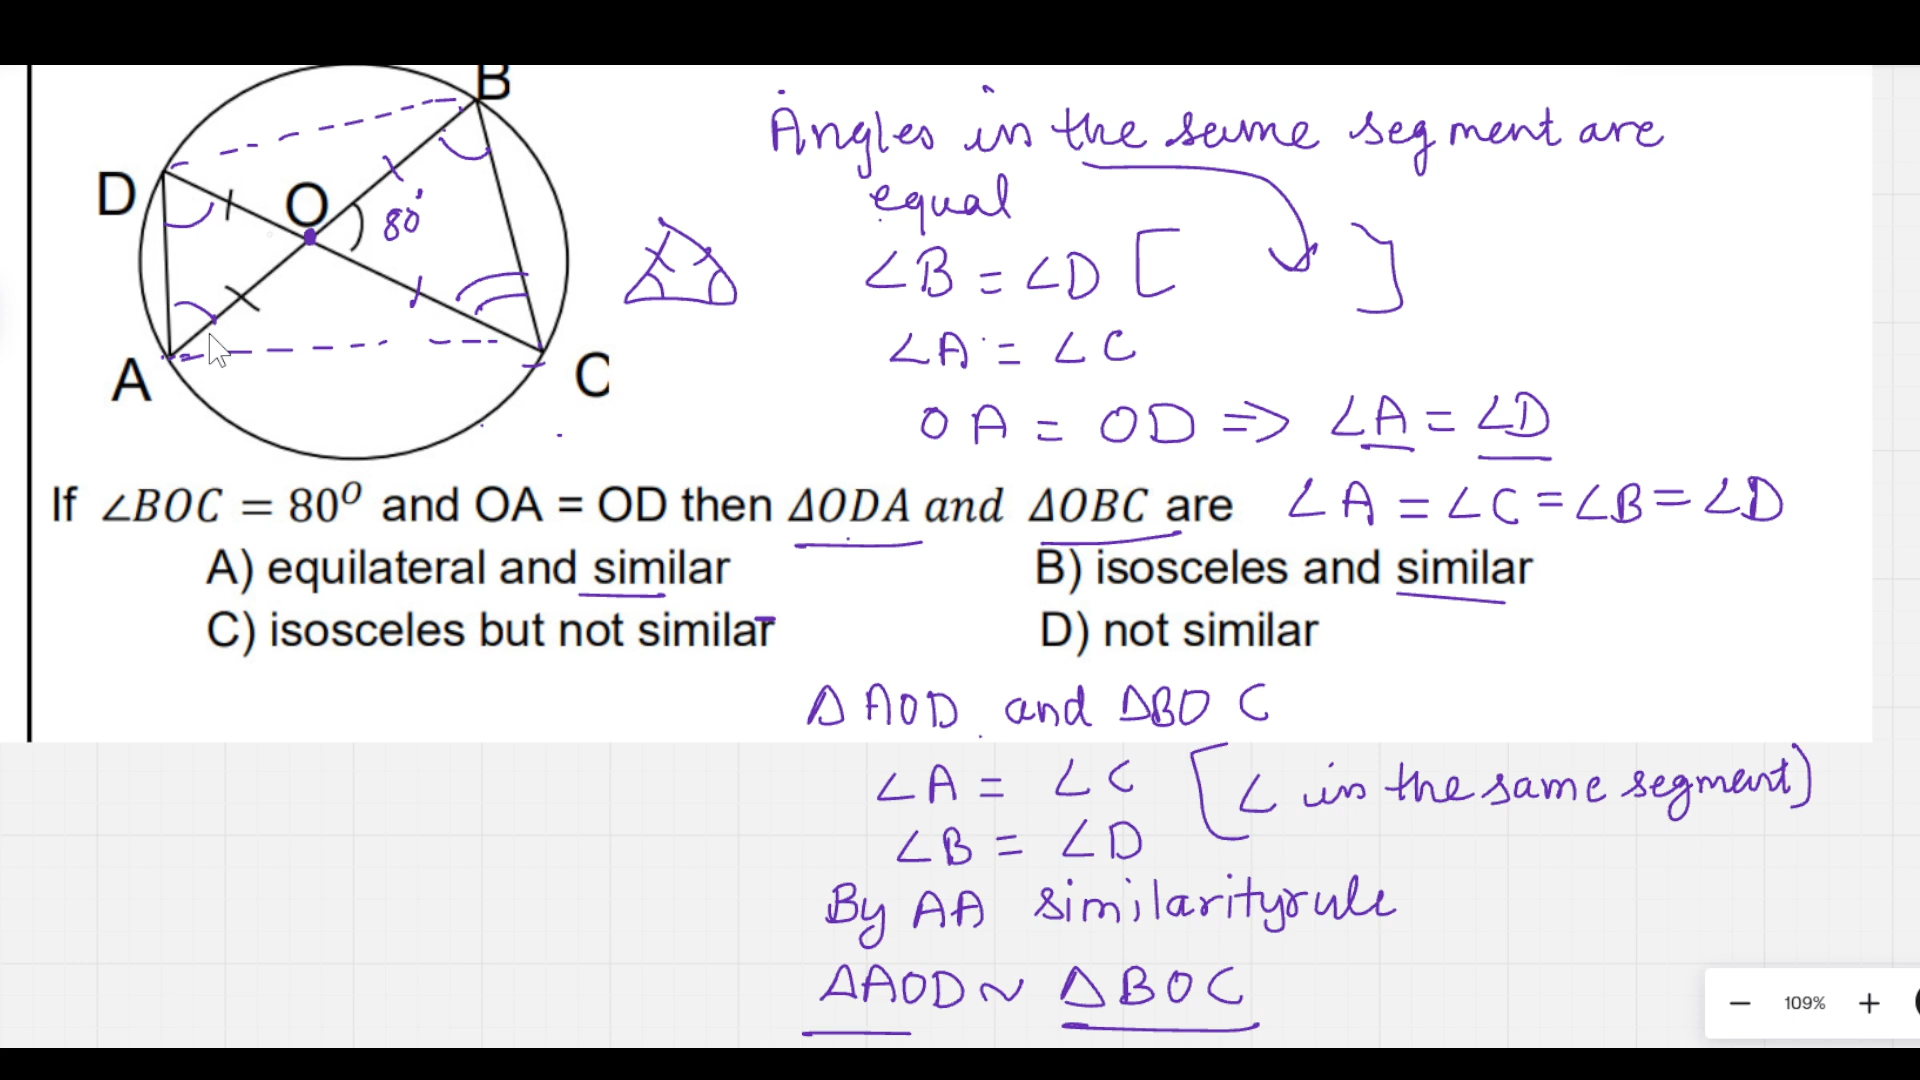 B
D
O
80°
A
C
Angles in the same segment are
equal
∠B = ∠D [ ]
∠A = ∠C
OA = OD => ∠A = ∠D
If ∠BOC = 80⁰ and OA = OD then ΔODA and ΔOBC are
∠A = ∠C = ∠B = ∠D
A) equilateral and similar
B) isosceles and similar
C) isosceles but not similar
D) not similar
Δ AOD and ΔBOC
∠A = ∠C [∠ in the same segment)
∠B = ∠D
By AA similarity rule
ΔAOD ~ ΔBOC
109%